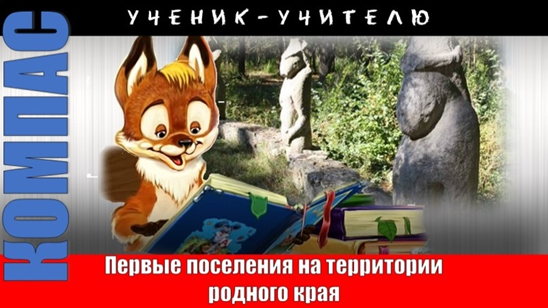 УЧЕНИК-УЧИТЕЛЮ
КОМПАС
Первые поселения на территории
родного края